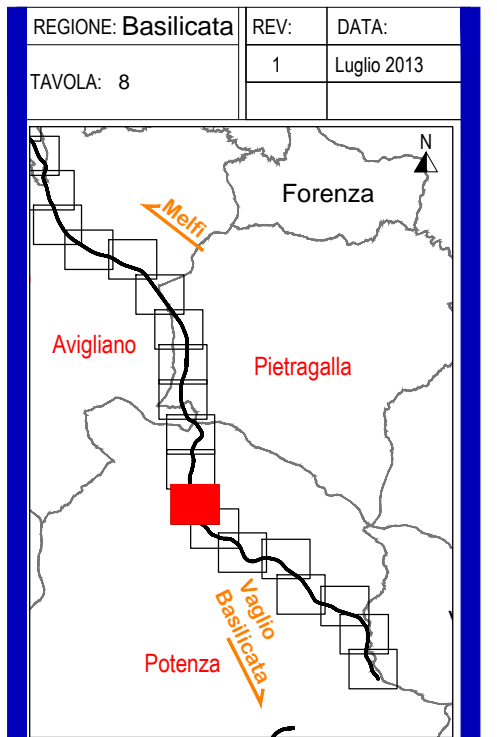 REGIONE: Basilicata
REV:
DATA:
TAVOLA: 8
1
Luglio 2013
N
Forenza
Melfi
Avigliano
Pietragalla
Vaglio
Basilicata
Potenza